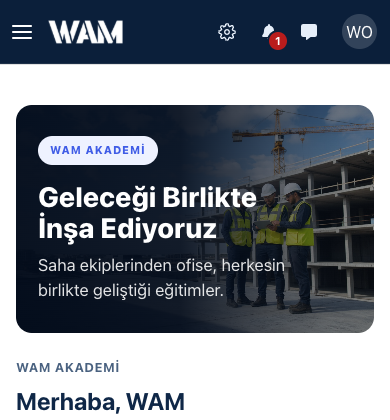 WAM
1
WO
WAM AKADEMİ
Geleceği Birlikte
İnşa Ediyoruz
Saha ekiplerinden ofise, herkesin
birlikte geliştiği eğitimler.
WAM AKADEMİ
Merhaba, WAM